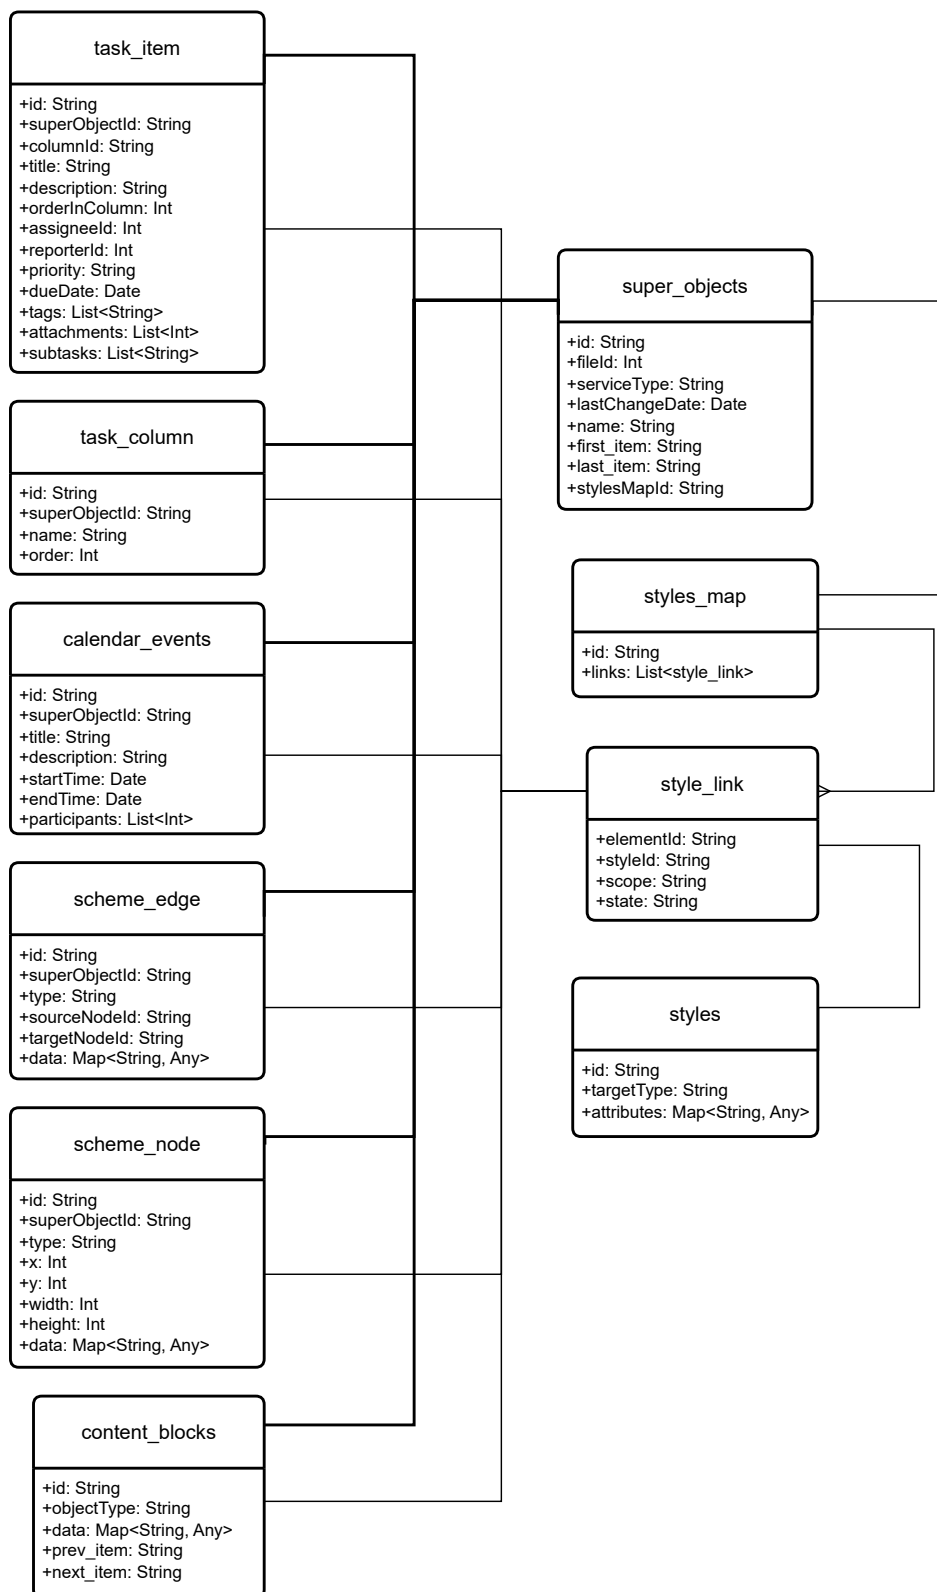 task_item
+id: String
+superObjectId: String
+columnId: String
+title: String
+description: String
+orderInColumn: Int
+assigneeId: Int
+reporterId: Int
+priority: String
+dueDate: Date
+tags: List<String>
+attachments: List<Int>
+subtasks: List<String>
task_column
+id: String
+superObjectId: String
+name: String
+order: Int
calendar_events
+id: String
+superObjectId: String
+title: String
+description: String
+startTime: Date
+endTime: Date
+participants: List<Int>
scheme_edge
+id: String
+superObjectId: String
+type: String
+sourceNodeId: String
+targetNodeId: String
+data: Map<String, Any>
scheme_node
+id: String
+superObjectId: String
+type: String
+x: Int
+y: Int
+width: Int
+height: Int
+data: Map<String, Any>
content_blocks
+id: String
+objectType: String
+data: Map<String, Any>
+prev_item: String
+next_item: String
super_objects
+id: String
+fileId: Int
+serviceType: String
+lastChangeDate: Date
+name: String
+first_item: String
+last_item: String
+stylesMapId: String
styles_map
+id: String
+links: List<style_link>
style_link
+elementId: String
+styleId: String
+scope: String
+state: String
styles
+id: String
+targetType: String
+attributes: Map<String, Any>